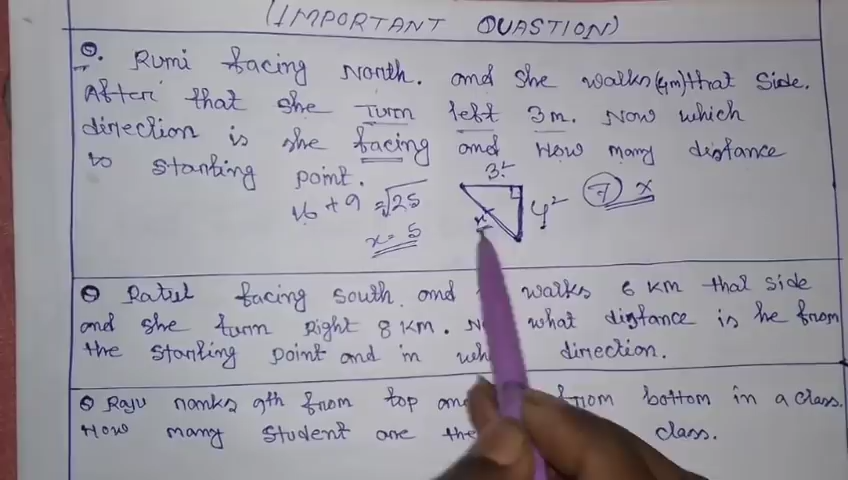 (IMPORTANT QUASTION)
Q. Rumi facing North. and she walks (4m) that side.
After that she Turn left 3m. Now which
direction is she facing and How many distance
to starting point.
3²
16 + 9 = √25
4²
7 x
x = 5
x
Q Ratul facing south. and walks 6 KM that side
and she turn Right 8 KM. what distance is he from
the starting point and in direction.
Q Raju ranks 9th from top from bottom in a class.
How many student are class.